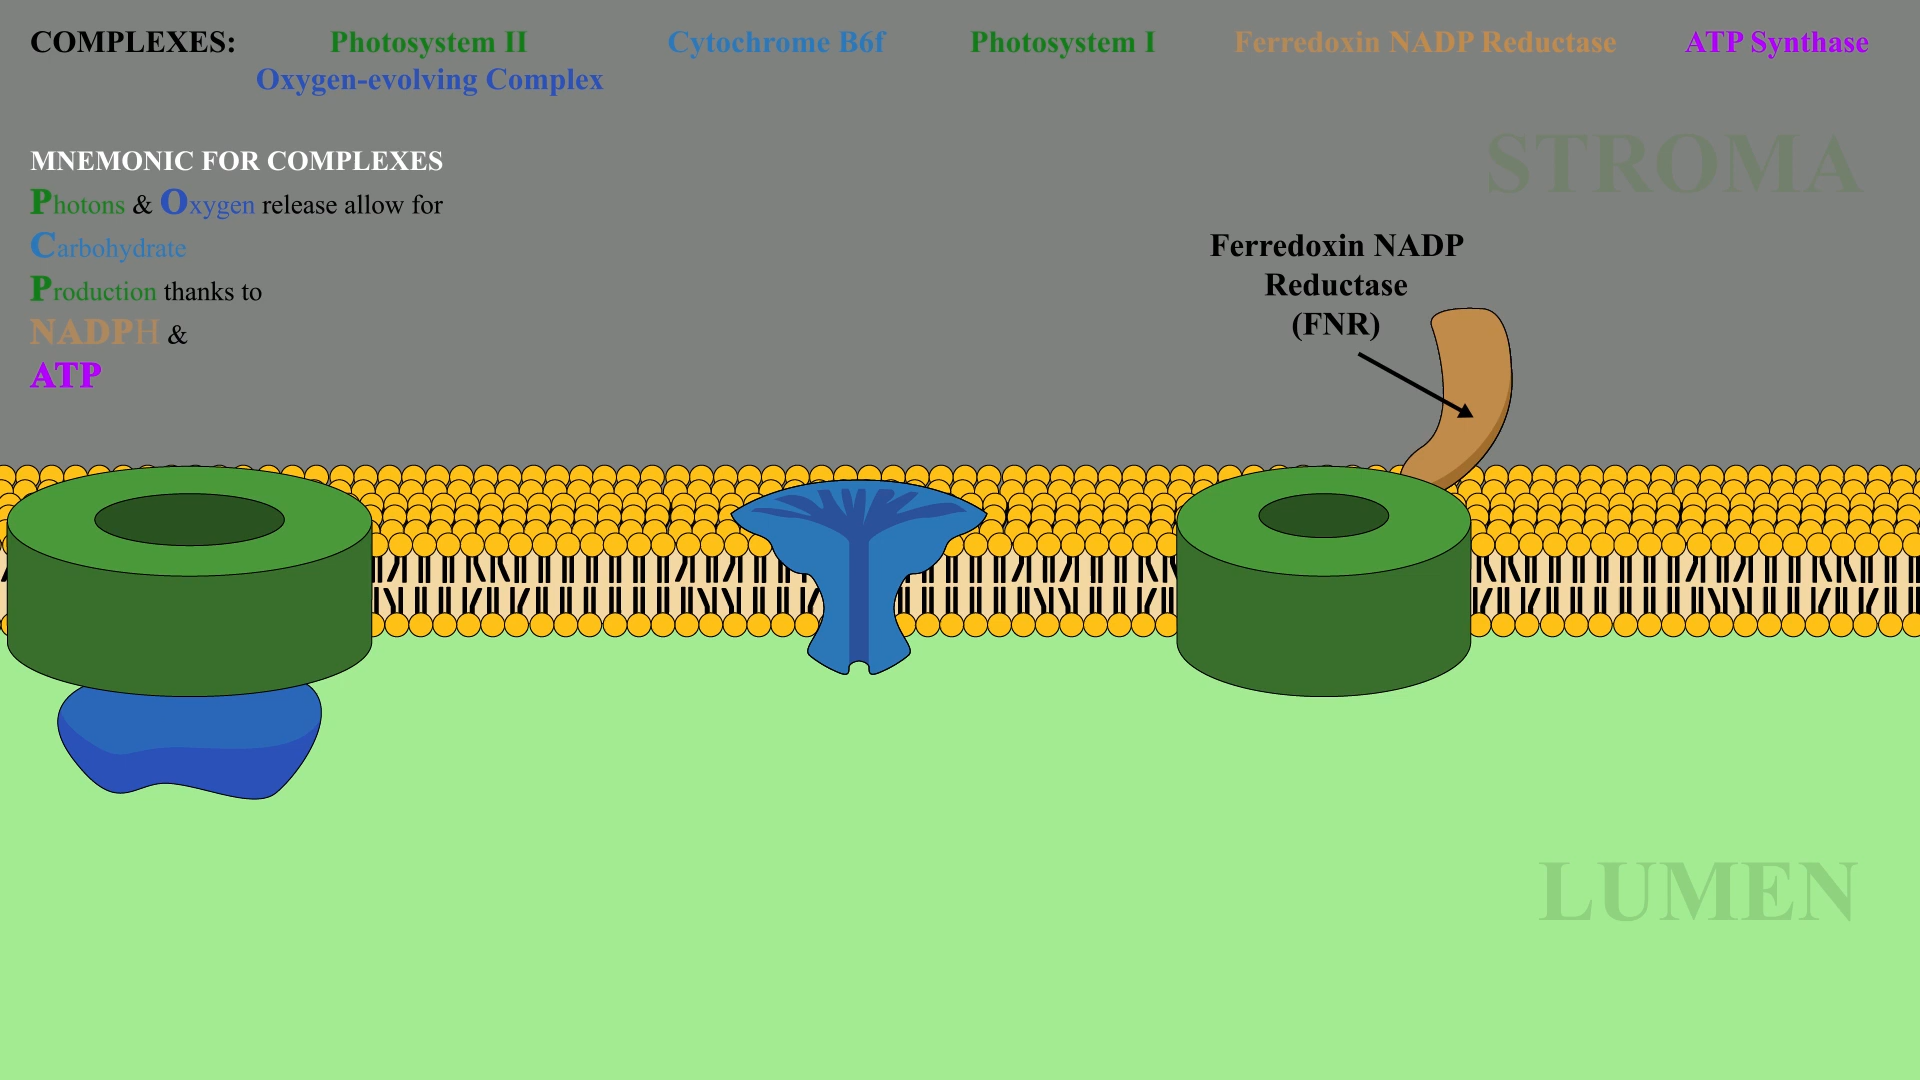 COMPLEXES: Photosystem II Cytochrome B6f Photosystem I Ferredoxin NADP Reductase ATP Synthase
Oxygen-evolving Complex
MNEMONIC FOR COMPLEXES
Photons & Oxygen release allow for
Carbohydrate
Production thanks to
NADPH &
ATP
STROMA
Ferredoxin NADP
Reductase
(FNR)
LUMEN